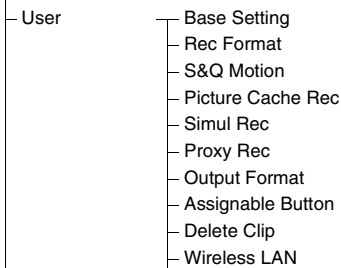 User
Base Setting
Rec Format
S&Q Motion
Picture Cache Rec
Simul Rec
Proxy Rec
Output Format
Assignable Button
Delete Clip
Wireless LAN